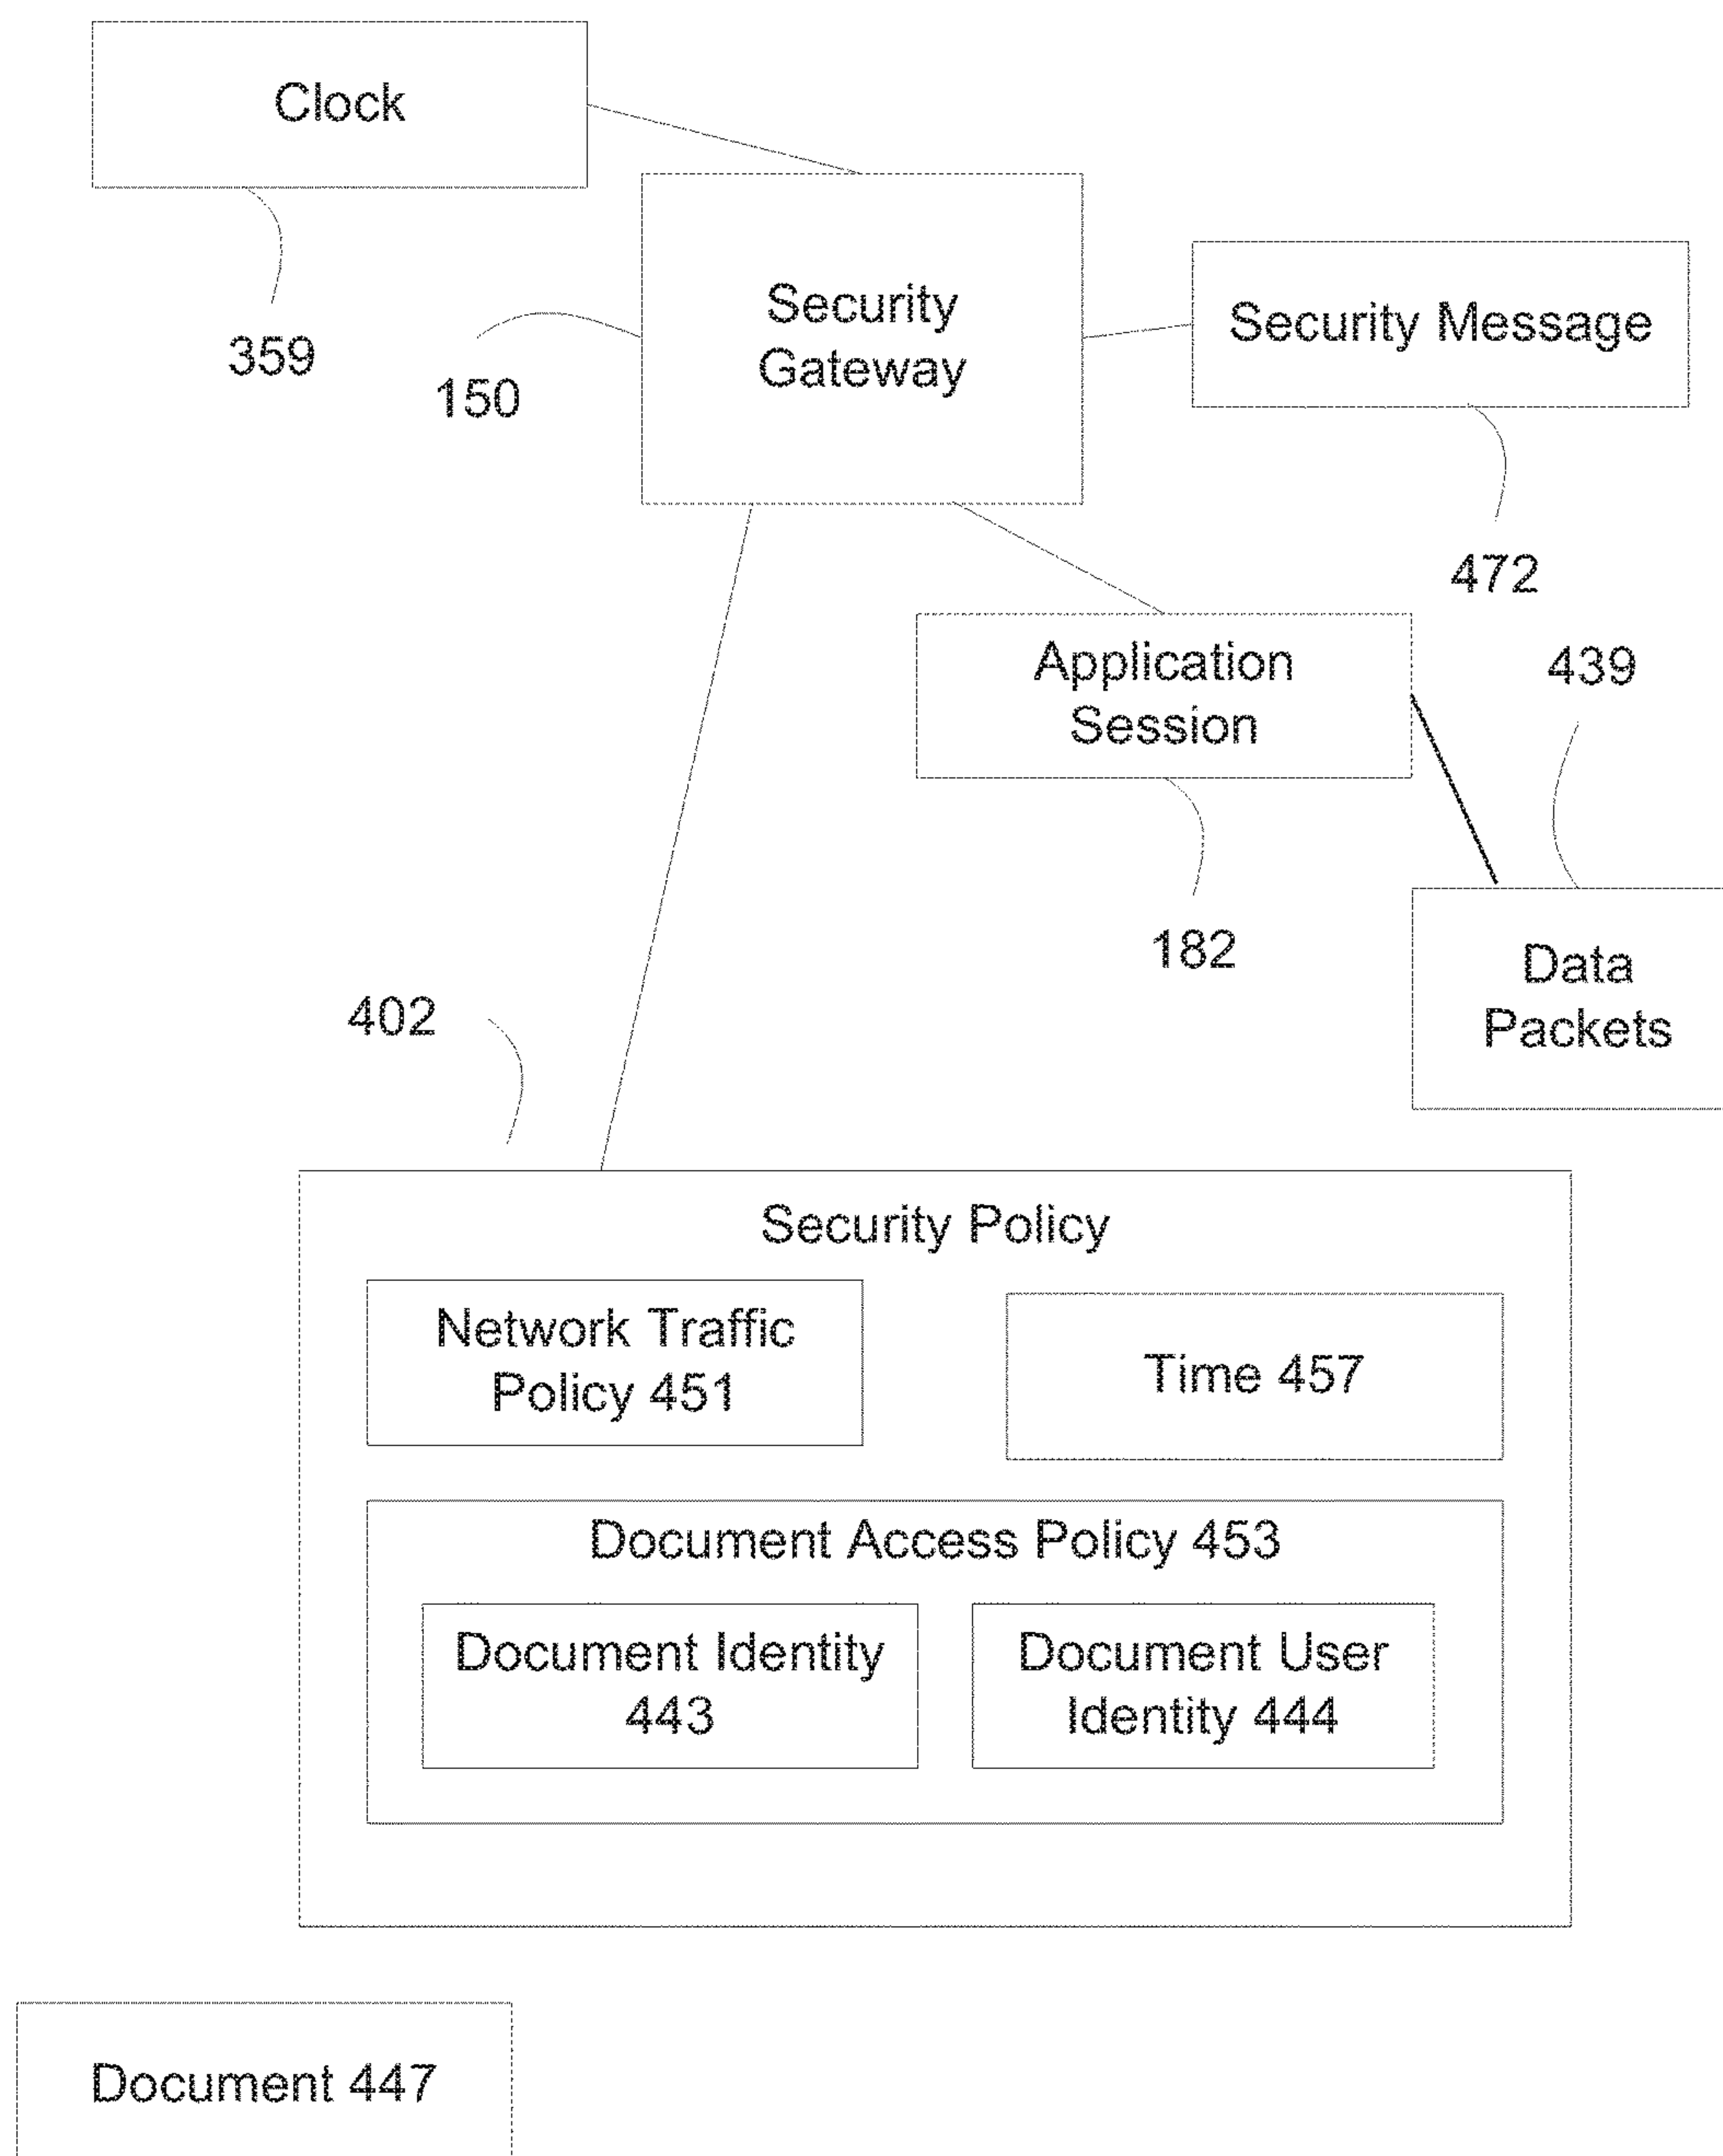 Clock
359
Security
Gateway
150
Security Message
472
Application
Session
182
439
Data
Packets
402
Security Policy
Network Traffic
Policy 451
Time 457
Document Access Policy 453
Document Identity
443
Document User
Identity 444
Document 447